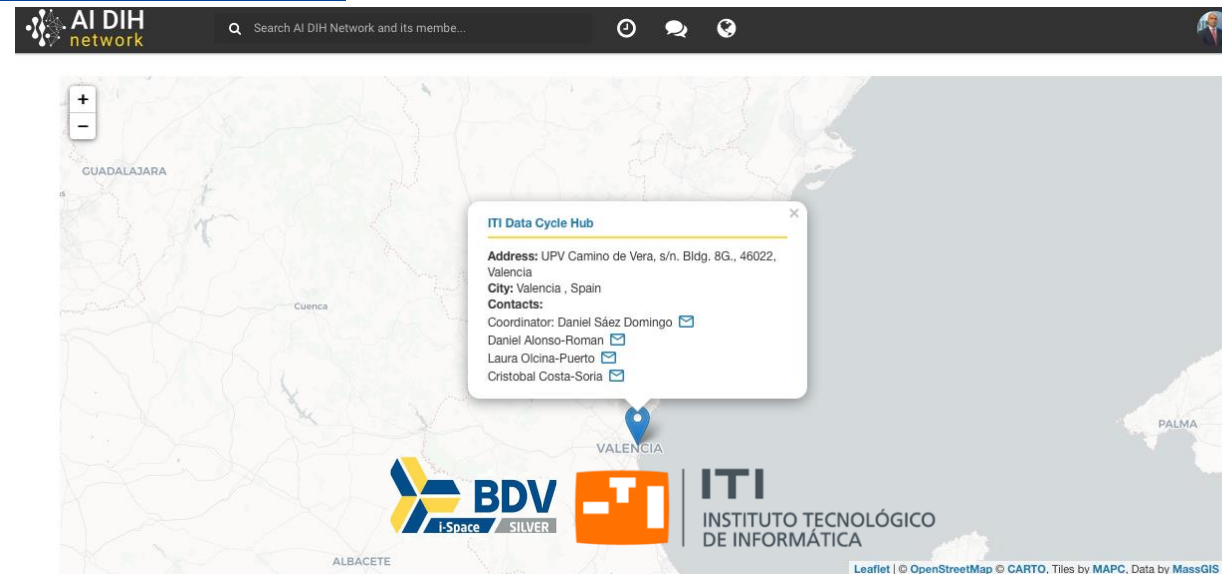 AI DIH
network
Search AI DIH Network and its membe...
+
−
GUADALAJARA
ITI Data Cycle Hub
×
Address: UPV Camino de Vera, s/n. Bldg. 8G., 46022,
Valencia
City: Valencia , Spain
Contacts:
Coordinator: Daniel Sáez Domingo
Daniel Alonso-Roman
Laura Olcina-Puerto
Cristobal Costa-Soria
Cuenca
PALMA
VALENCIA
BDV
i-Space SILVER
ITI
ITI
INSTITUTO TECNOLÓGICO
DE INFORMÁTICA
ALBACETE
Leaflet | © OpenStreetMap © CARTO, Tiles by MAPC, Data by MassGIS